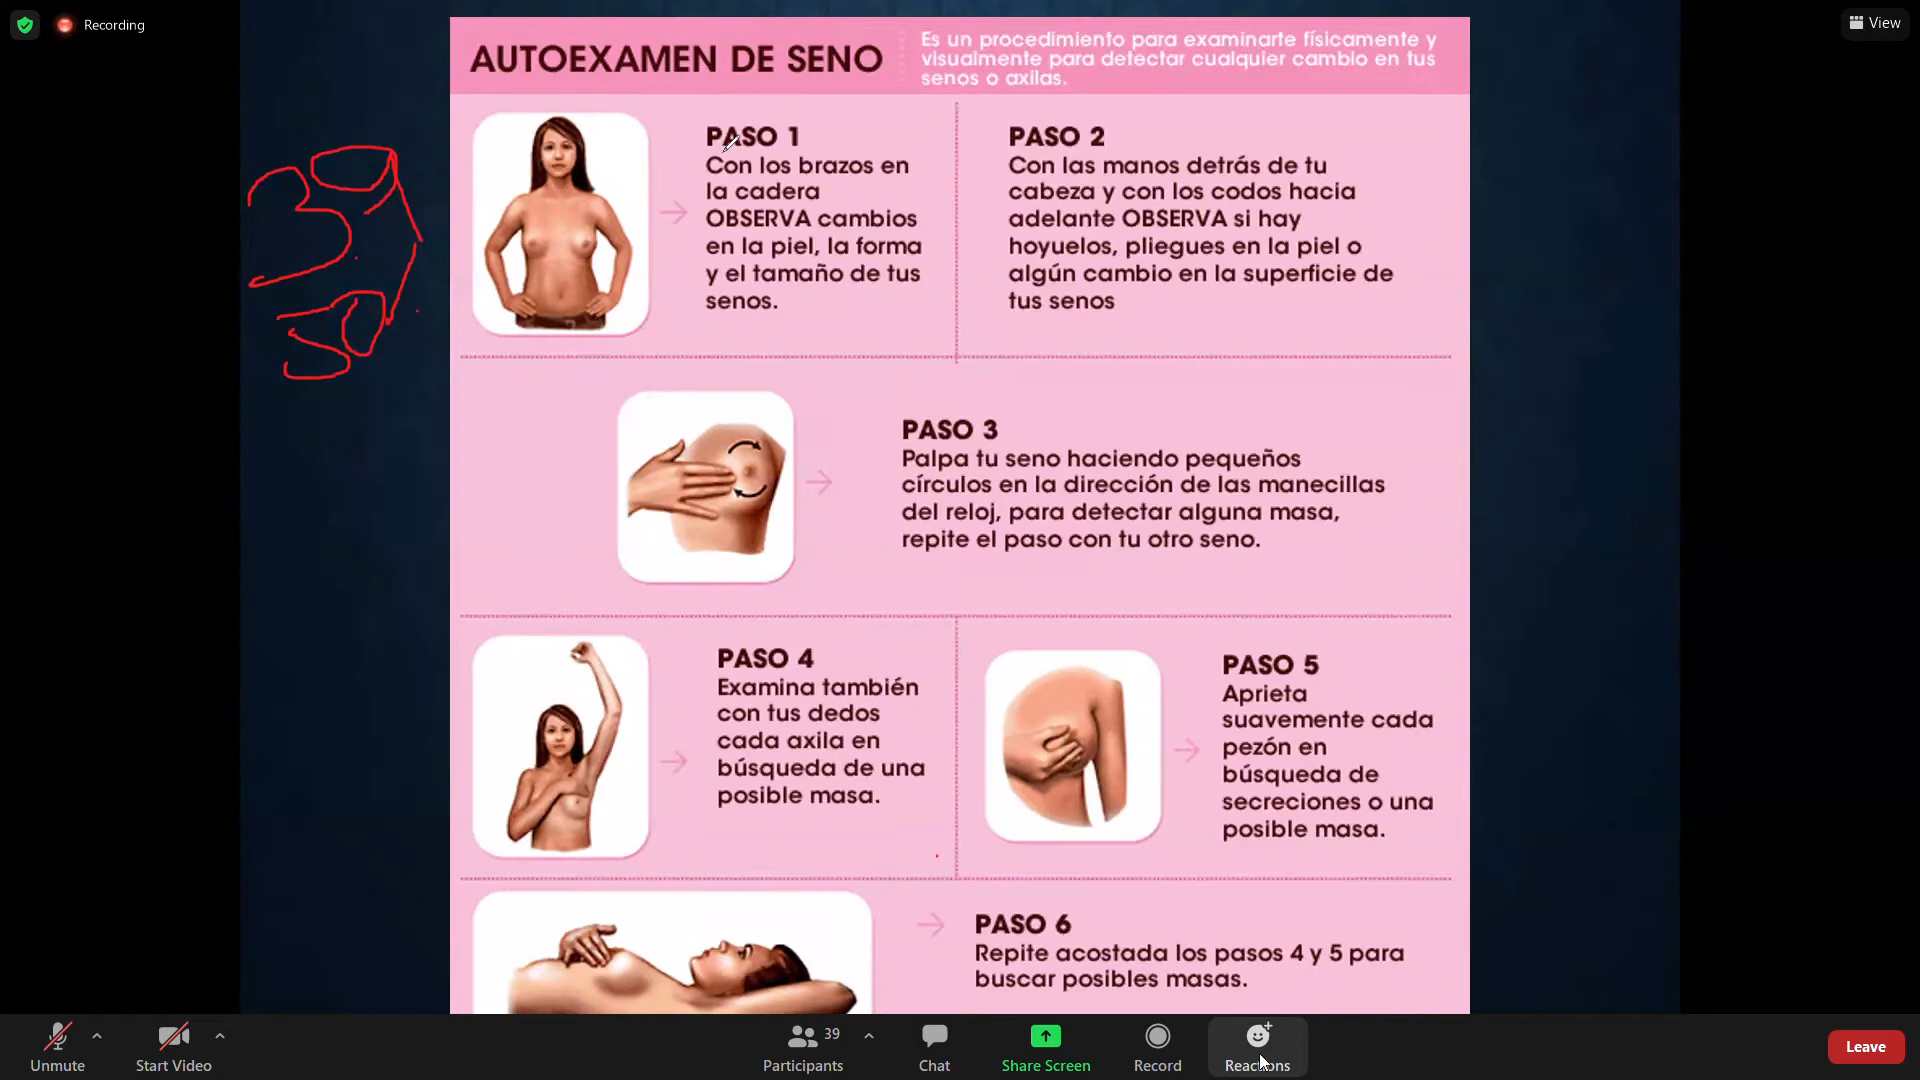 Recording
View
AUTOEXAMEN DE SENO
Es un procedimiento para examinarte físicamente y
visualmente para detectar cualquier cambio en tus
senos o axilas.
PASO 1
Con los brazos en
la cadera
OBSERVA cambios
en la piel, la forma
y el tamaño de tus
senos.
PASO 2
Con las manos detrás de tu
cabeza y con los codos hacia
adelante OBSERVA si hay
hoyuelos, pliegues en la piel o
algún cambio en la superficie de
tus senos
PASO 3
Palpa tu seno haciendo pequeños
círculos en la dirección de las manecillas
del reloj, para detectar alguna masa,
repite el paso con tu otro seno.
PASO 4
Examina también
con tus dedos
cada axila en
búsqueda de una
posible masa.
PASO 5
Aprieta
suavemente cada
pezón en
búsqueda de
secreciones o una
posible masa.
PASO 6
Repite acostada los pasos 4 y 5 para
buscar posibles masas.
Unmute
Start Video
39
Participants
Chat
Share Screen
Record
Reactions
Leave